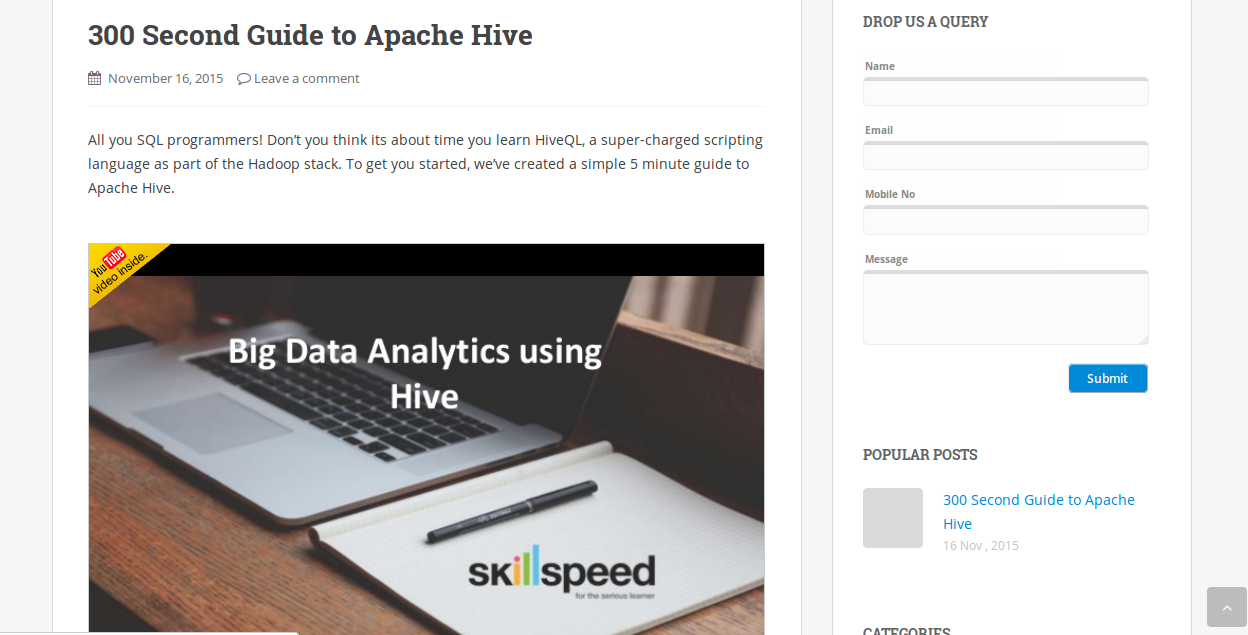 300 Second Guide to Apache Hive
November 16, 2015 Leave a comment
All you SQL programmers! Don’t you think its about time you learn HiveQL, a super-charged scripting
language as part of the Hadoop stack. To get you started, we’ve created a simple 5 minute guide to
Apache Hive.
YouTube
video inside.
Big Data Analytics using
Hive
skillspeed
for the serious learner
DROP US A QUERY
Name
Email
Mobile No
Message
Submit
POPULAR POSTS
300 Second Guide to Apache
Hive
16 Nov , 2015
CATEGORIES